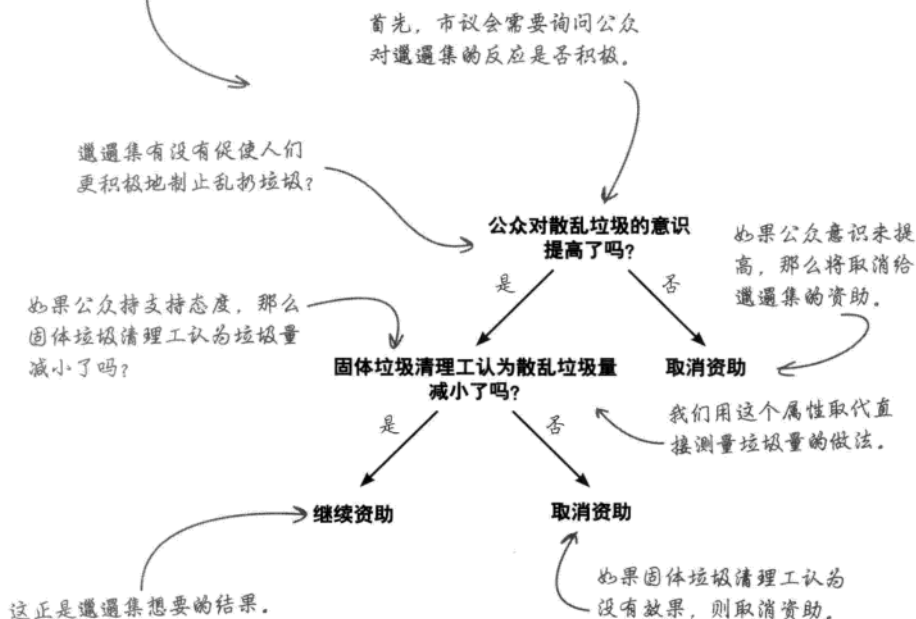 首先，市议会需要询问公众
对邋遢集的反应是否积极。
邋遢集有没有促使人们
更积极地制止乱扔垃圾？
公众对散乱垃圾的意识
提高了吗？
如果公众意识未提
高，那么将取消给
邋遢集的资助。
是
否
如果公众持支持态度，那么
固体垃圾清理工认为垃圾量
减小了吗？
固体垃圾清理工认为散乱垃圾量
减小了吗？
取消资助
我们用这个属性取代直
接测量垃圾量的做法。
是
否
继续资助
取消资助
这正是邋遢集想要的结果。
如果固体垃圾清理工认为
没有效果，则取消资助。